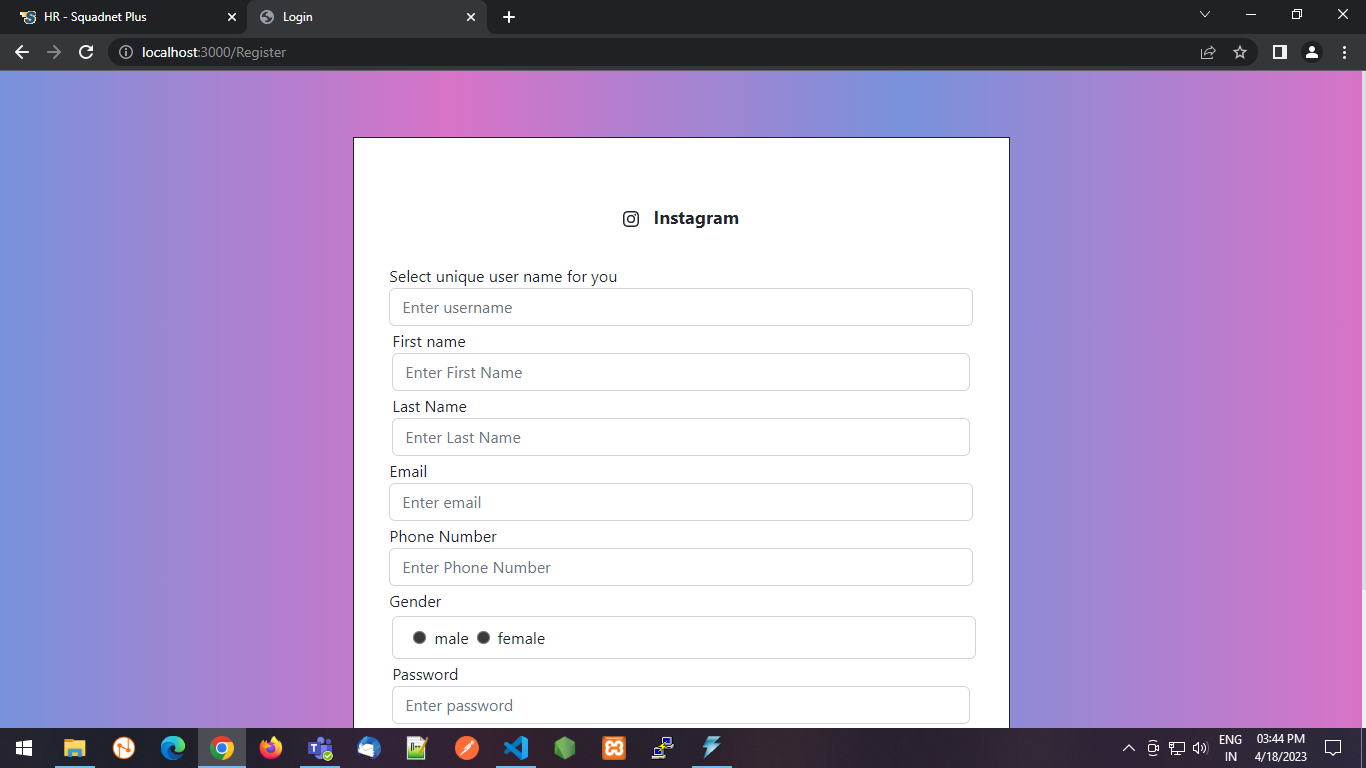 HR - Squadnet Plus
Login
localhost:3000/Register
Instagram
Select unique user name for you
Enter username
First name
Enter First Name
Last Name
Enter Last Name
Email
Enter email
Phone Number
Enter Phone Number
Gender
male female
Password
Enter password
ENG
IN
03:44 PM
4/18/2023